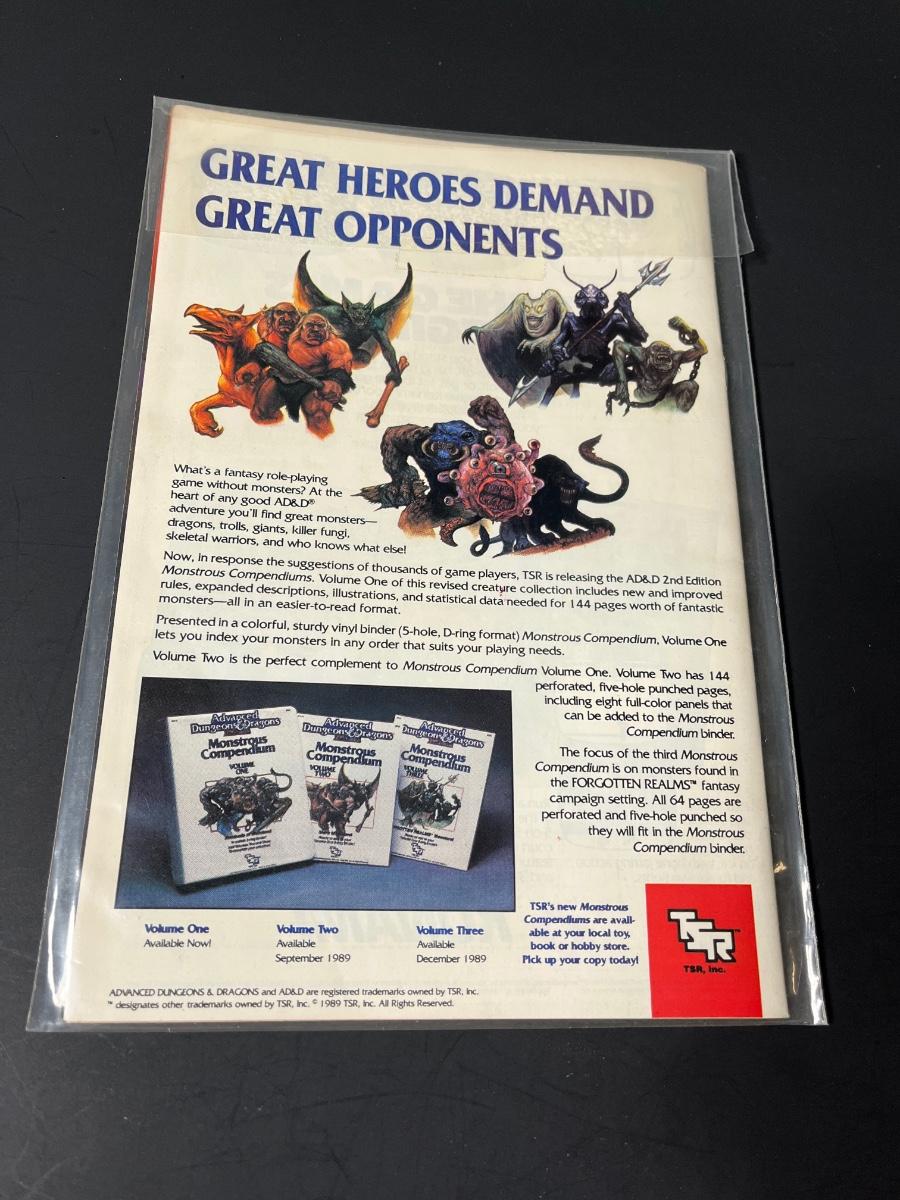 GREAT HEROES DEMAND
GREAT OPPONENTS
What's a fantasy role-playing
game without monsters? At the
heart of any good AD&D®
adventure you'll find great monsters—
dragons, trolls, giants, killer fungi,
skeletal warriors, and who knows what else!
Now, in response the suggestions of thousands of game players, TSR is releasing the AD&D 2nd Edition
Monstrous Compendiums. Volume One of this revised creature collection includes new and improved
rules, expanded descriptions, illustrations, and statistical data needed for 144 pages worth of fantastic
monsters—all in an easier-to-read format.
Presented in a colorful, sturdy vinyl binder (5-hole, D-ring format) Monstrous Compendium, Volume One
lets you index your monsters in any order that suits your playing needs.
Volume Two is the perfect complement to Monstrous Compendium Volume One. Volume Two has 144
perforated, five-hole punched pages,
including eight full-color panels that
can be added to the Monstrous
Compendium binder.
The focus of the third Monstrous
Compendium is on monsters found in
the FORGOTTEN REALMS™ fantasy
campaign setting. All 64 pages are
perforated and five-hole punched so
they will fit in the Monstrous
Compendium binder.
Advanced
Dungeons & Dragons
Monstrous
Compendium
VOLUME
ONE
TSR
Advanced
Dungeons & Dragons
Monstrous
Compendium
VOLUME
TWO
Advanced
Dungeons & Dragons
Monstrous
Compendium
VOLUME
THREE
Volume One
Available Now!
Volume Two
Available
September 1989
Volume Three
Available
December 1989
TSR's new Monstrous
Compendiums are avail-
able at your local toy,
book or hobby store.
Pick up your copy today!
TSR™
TSR, Inc.
ADVANCED DUNGEONS & DRAGONS and AD&D are registered trademarks owned by TSR, Inc.
™ designates other trademarks owned by TSR, Inc. © 1989 TSR, Inc. All Rights Reserved.